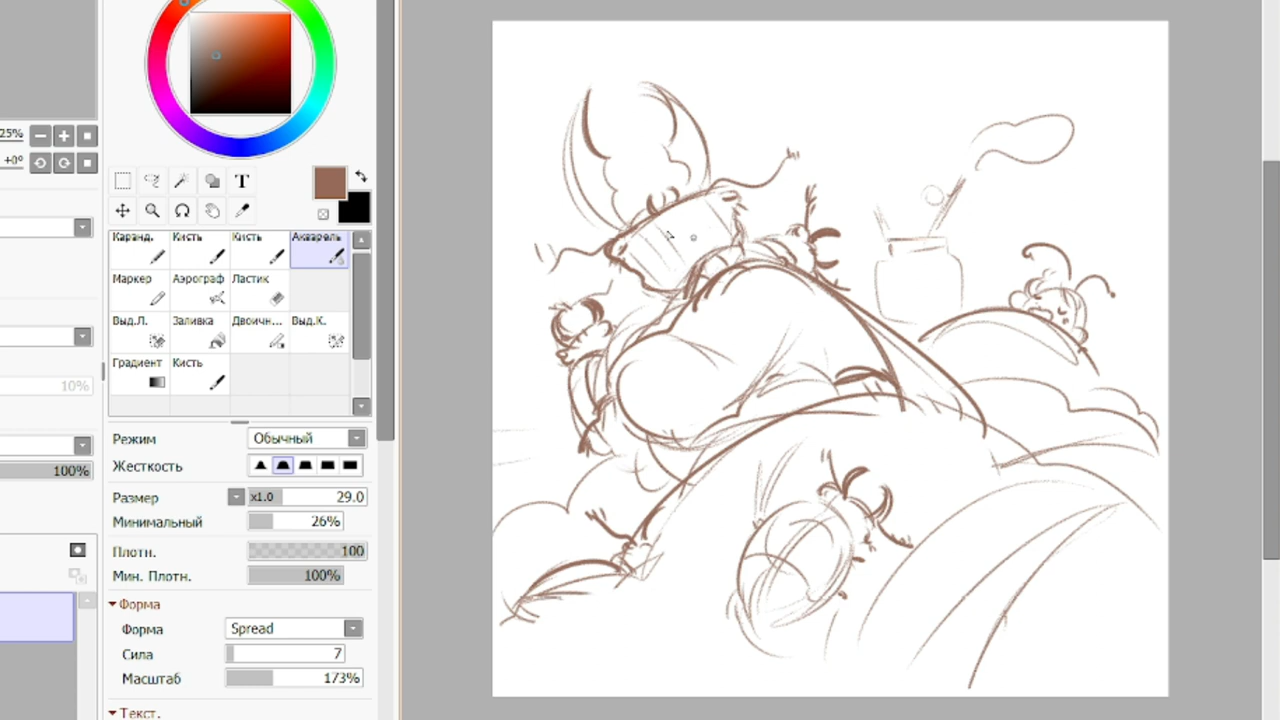 25%
+0°
T
Каранд. Кисть Кисть Акварель
Маркер Аэрограф Ластик
Выд.Л. Заливка Двоичн... Выд.К.
Градиент Кисть
10%
Режим Обычный
Жесткость
100%
Размер x1.0 29.0
Минимальный 26%
Плотн. 100
Мин. Плотн. 100%
Форма
Форма Spread
Сила 7
Масштаб 173%
Текст.